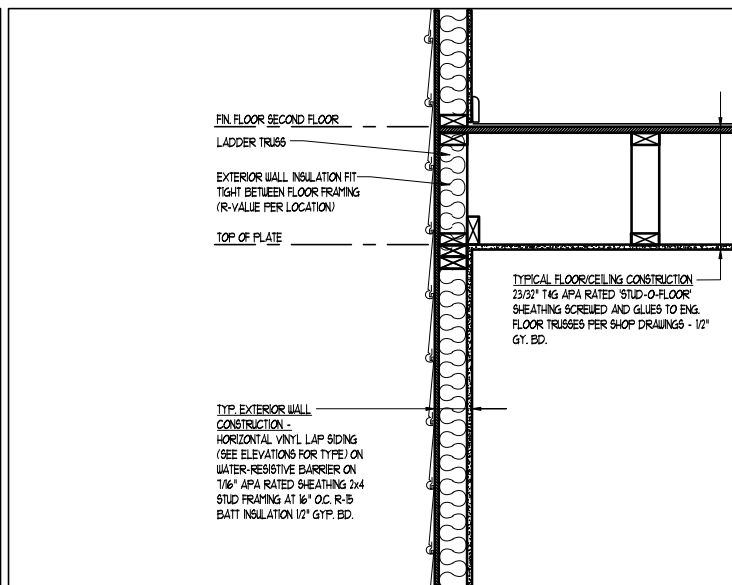 FIN. FLOOR SECOND FLOOR
LADDER TRUSS
EXTERIOR WALL INSULATION FIT
TIGHT BETWEEN FLOOR FRAMING
(R-VALUE PER LOCATION)
TOP OF PLATE
TYPICAL FLOOR/CEILING CONSTRUCTION
23/32" T&G APA RATED 'STUD-O-FLOOR'
SHEATHING SCREWED AND GLUES TO ENG.
FLOOR TRUSSES PER SHOP DRAWINGS - 1/2"
GY. BD.
TYP. EXTERIOR WALL
CONSTRUCTION -
HORIZONTAL VINYL LAP SIDING
(SEE ELEVATIONS FOR TYPE) ON
WATER-RESISTIVE BARRIER ON
7/16" APA RATED SHEATHING 2x4
STUD FRAMING AT 16" O.C. R-15
BATT INSULATION 1/2" GYP. BD.